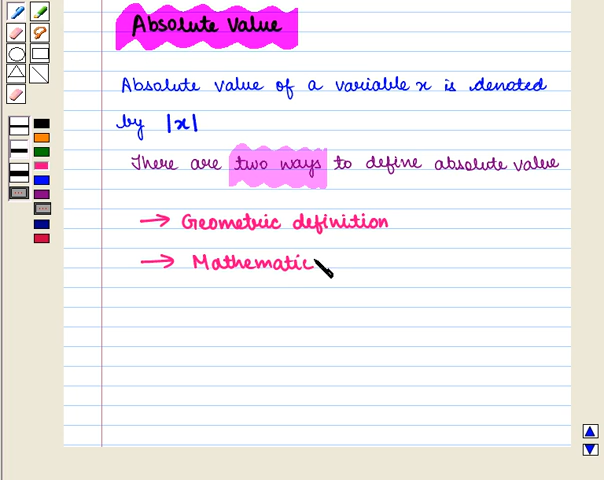 Absolute Value
Absolute value of a variable x is denoted
by |x|
There are two ways to define absolute value
→ Geometric definition
→ Mathematic